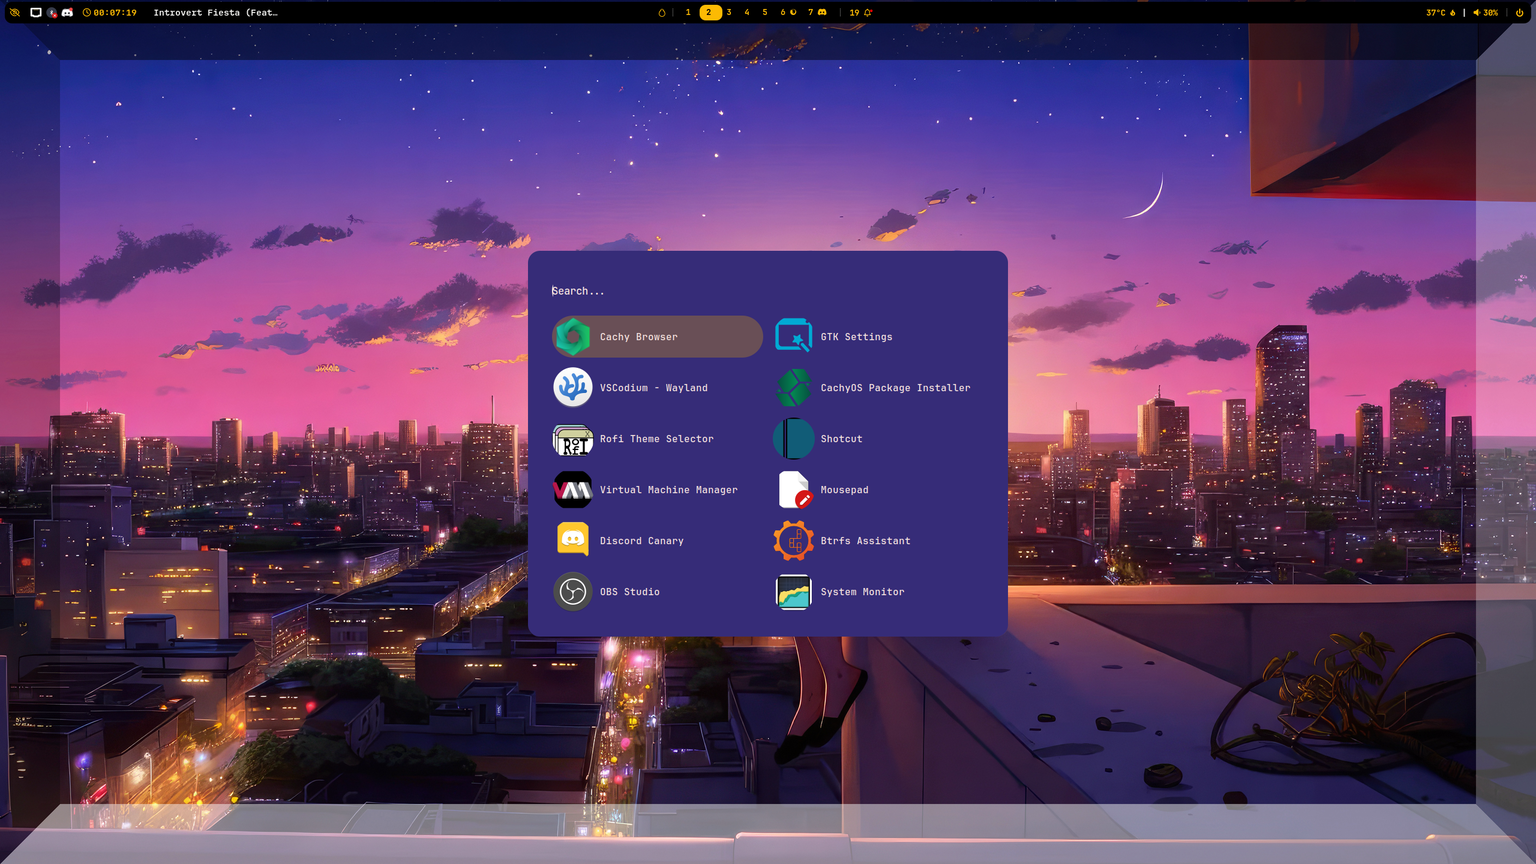 00:07:19 Introvert Fiesta (Feat… 1 2 3 4 5 6 7 19 37°C | 30%
Search...
Cachy Browser GTK Settings
VSCodium - Wayland CachyOS Package Installer
Rofi Theme Selector Shotcut
Virtual Machine Manager Mousepad
Discord Canary Btrfs Assistant
OBS Studio System Monitor